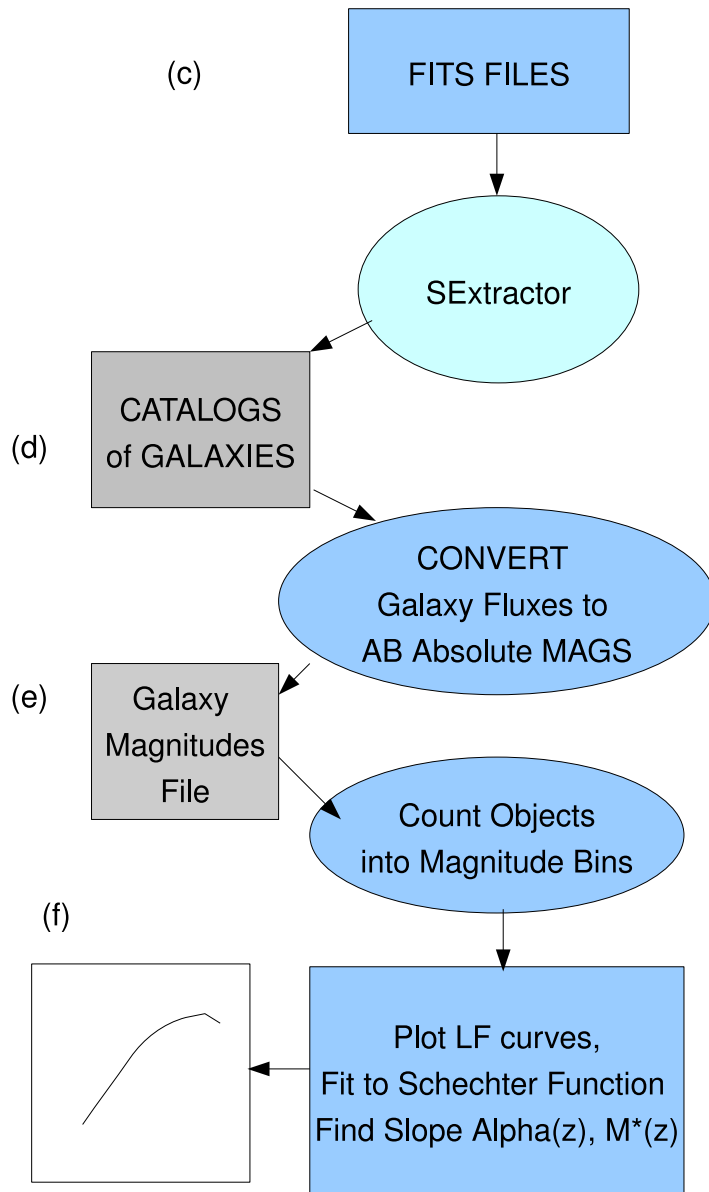 (c)
FITS FILES
SExtractor
CATALOGS
of GALAXIES
(d)
CONVERT
Galaxy Fluxes to
AB Absolute MAGS
(e)
Galaxy
Magnitudes
File
Count Objects
into Magnitude Bins
(f)
Plot LF curves,
Fit to Schechter Function
Find Slope Alpha(z), M*(z)